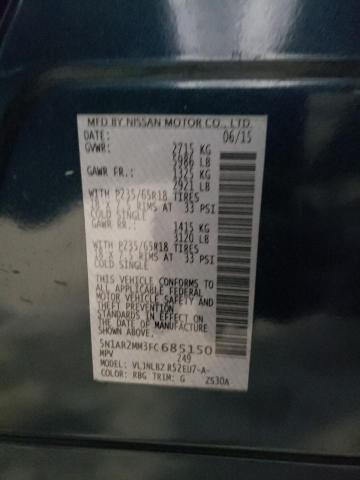 MFD BY NISSAN MOTOR CO., LTD.
DATE: 06/15
GVWR: 2715 KG
5986 LB
GAWR FR.: 1325 KG
2921 LB
WITH P235/65R18 TIRES
18 X 7.5 RIMS AT 33 PSI
COLD SINGLE
GAWR RR.: 1415 KG
3120 LB
WITH P235/65R18 TIRES
18 X 7.5 RIMS AT 33 PSI
COLD SINGLE
THIS VEHICLE CONFORMS TO
ALL APPLICABLE FEDERAL
MOTOR VEHICLE SAFETY
STANDARDS IN EFFECT ON
THE DATE OF MANUFACTURE
SHOWN ABOVE.
5N1AR2MM3FC685150
MPV 249
MODEL: VLJNLBZ R52EU7-A-
COLOR: RBG TRIM: G ZS30A